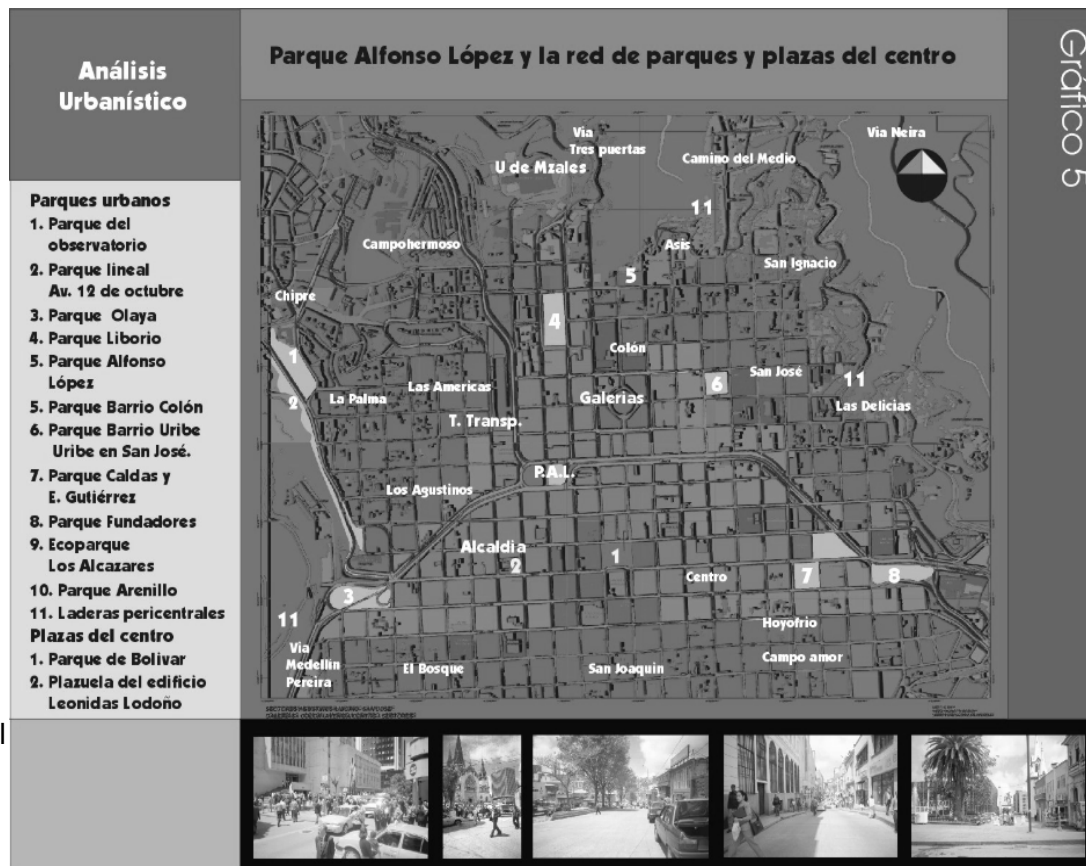 Análisis
Urbanístico
Parque Alfonso López y la red de parques y plazas del centro
Gráfico 5
Parques urbanos
1. Parque del
observatorio
2. Parque lineal
Av. 12 de octubre
3. Parque Olaya
4. Parque Liborio
5. Parque Alfonso
López
5. Parque Barrio Colón
6. Parque Barrio Uribe
Uribe en San José.
7. Parque Caldas y
E. Gutiérrez
8. Parque Fundadores
9. Ecoparque
Los Alcazares
10. Parque Arenillo
11. Laderas pericentrales
Plazas del centro
1. Parque de Bolivar
2. Plazuela del edificio
Leonidas Lodoño
l
Via
Tres puertas
Via Neira
Camino del Medio
U de Mzales
11
Campohermoso
Asis
San Ignacio
5
Chipre
4
Colón
1
San José
6
11
Las Americas
Galerias
2
La Palma
Las Delicias
T. Transp.
P.A.L.
Los Agustinos
Alcaldia
2
1
Centro
7
8
3
11
Hoyofrio
Via
Medellin
Pereira
El Bosque
San Joaquin
Campo amor